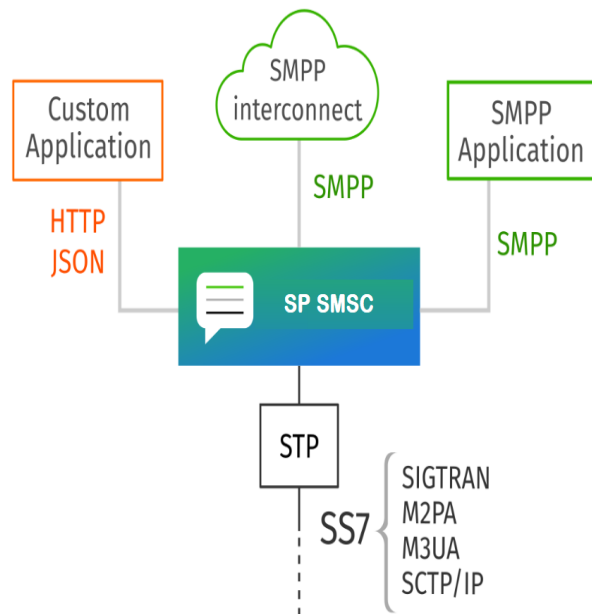 SMPP
interconnect
Custom
Application
SMPP
Application
HTTP
JSON
SMPP
SMPP
SP SMSC
STP
SS7
SIGTRAN
M2PA
M3UA
SCTP/IP